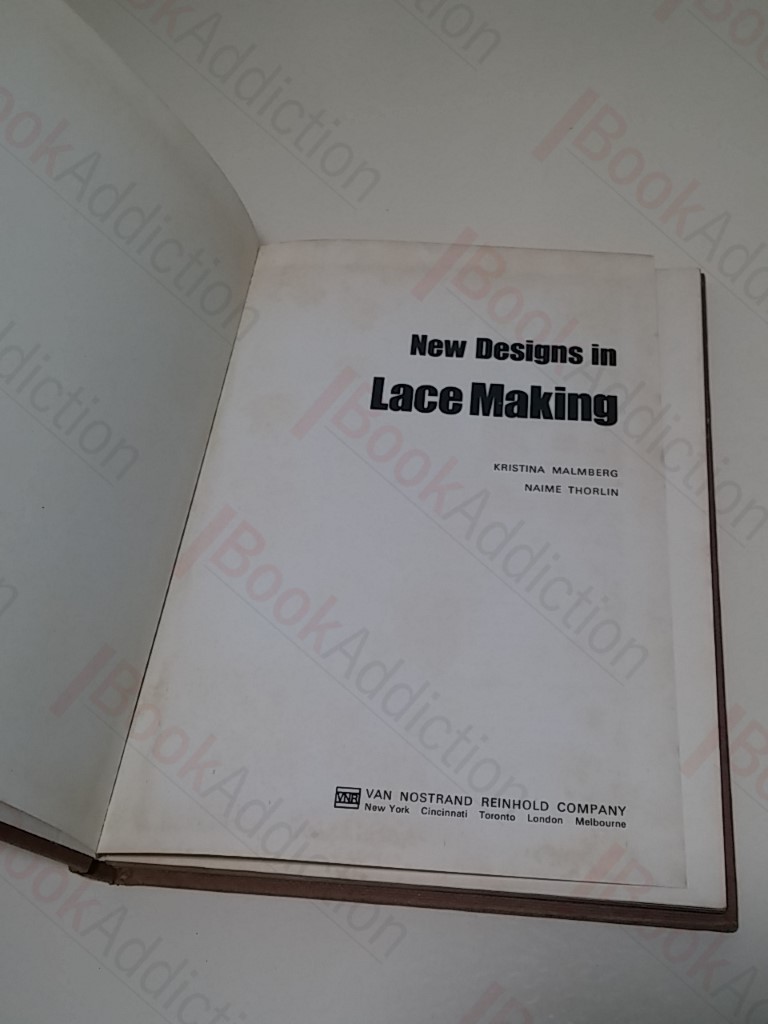 New Designs in
Lace Making
KRISTINA MALMBERG
NAIME THORLIN
VNR VAN NOSTRAND REINHOLD COMPANY
New York Cincinnati Toronto London Melbourne
BookAddiction